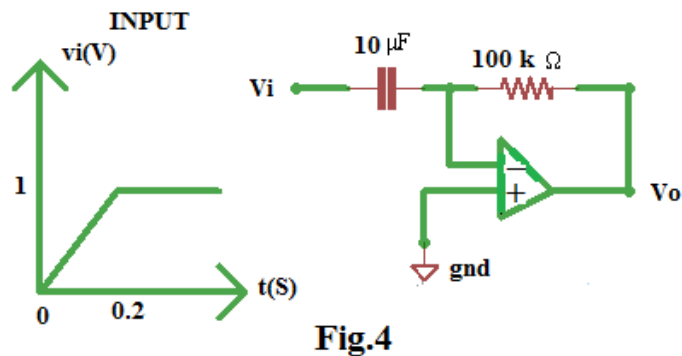 INPUT
vi(V)
1
0
0.2
t(S)
10 μF
100 k Ω
Vi
−
+
Vo
gnd
Fig.4